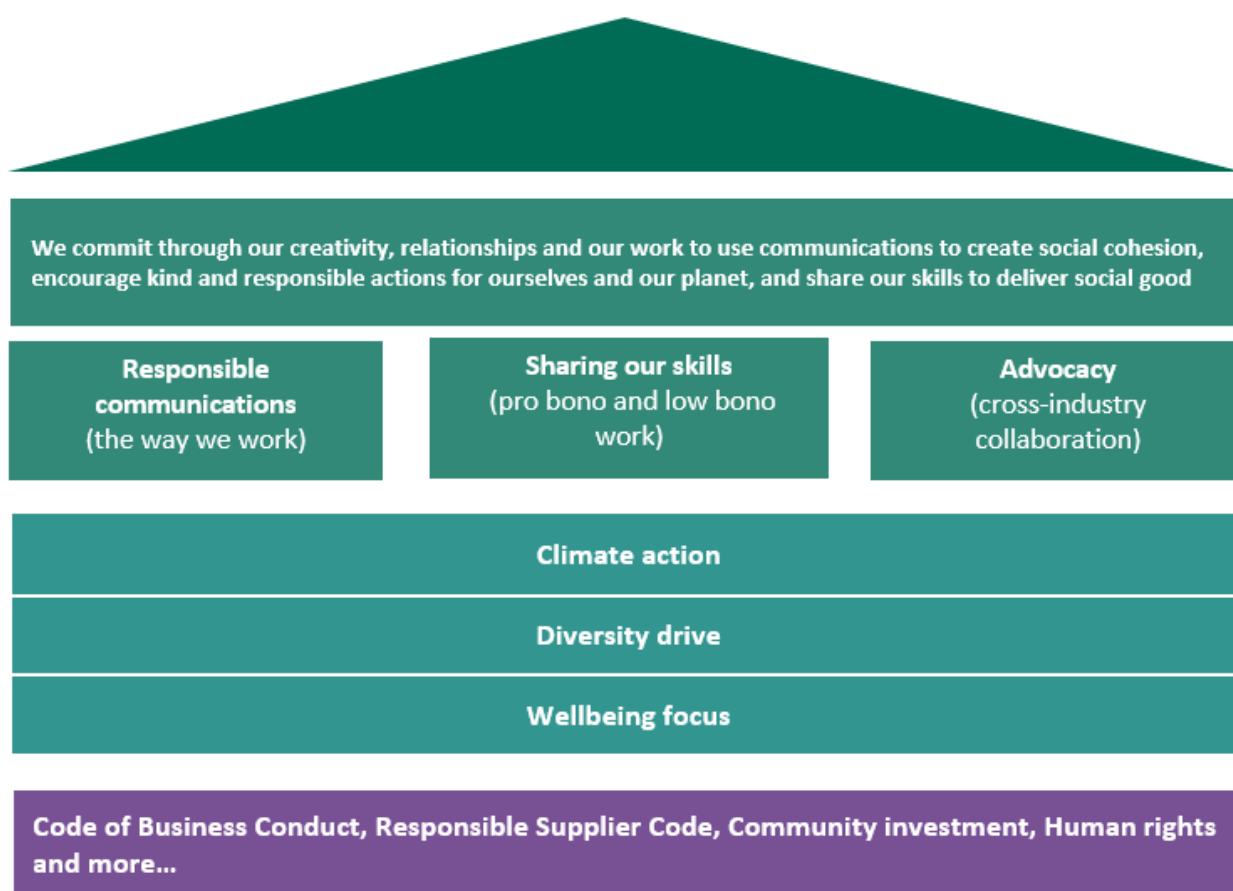 We commit through our creativity, relationships and our work to use communications to create social cohesion,
encourage kind and responsible actions for ourselves and our planet, and share our skills to deliver social good
Responsible
communications
(the way we work)
Sharing our skills
(pro bono and low bono
work)
Advocacy
(cross-industry
collaboration)
Climate action
Diversity drive
Wellbeing focus
Code of Business Conduct, Responsible Supplier Code, Community investment, Human rights
and more…